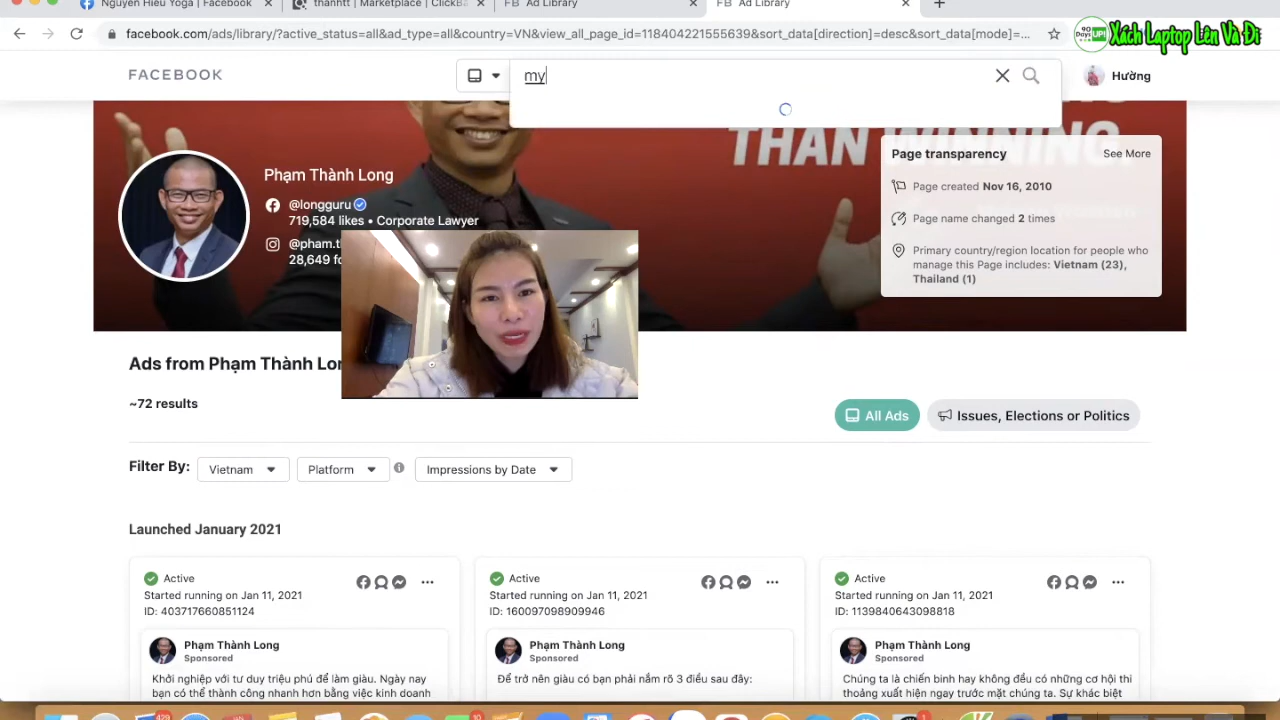 Nguyen Hieu Yoga | Facebook
thanhtt | Marketplace | ClickBa
FB Ad Library
FB Ad Library
facebook.com/ads/library/?active_status=all&ad_type=all&country=VN&view_all_page_id=118404221555639&sort_data[direction]=desc&sort_data[mode]=...
90 Days UP!
Xách Laptop Lên Và Đi
FACEBOOK
my
Hường
THAN WINNING
Page transparency
See More
Page created Nov 16, 2010
Page name changed 2 times
Primary country/region location for people who
manage this Page includes: Vietnam (23),
Thailand (1)
Phạm Thành Long
@longguru
719,584 likes • Corporate Lawyer
28,649
Ads from Phạm Thành
~72 results
All Ads
Issues, Elections or Politics
Filter By:
Vietnam
Platform
Impressions by Date
Launched January 2021
Active
Started running on Jan 11, 2021
ID: 403717660851124
Phạm Thành Long
Sponsored
Khởi nghiệp với tư duy triệu phú để làm giàu. Ngày nay
bạn có thể thành công nhanh hơn bằng việc kinh doanh
Active
Started running on Jan 11, 2021
ID: 160097098909946
Phạm Thành Long
Sponsored
Để trở nên giàu có bạn phải nắm rõ 3 điều sau đây:
Active
Started running on Jan 11, 2021
ID: 1139840643098818
Phạm Thành Long
Sponsored
Chúng ta là chiến binh hay không đều có những cơ hội thi
thoảng xuất hiện ngay trước mặt chúng ta. Sự khác biệt